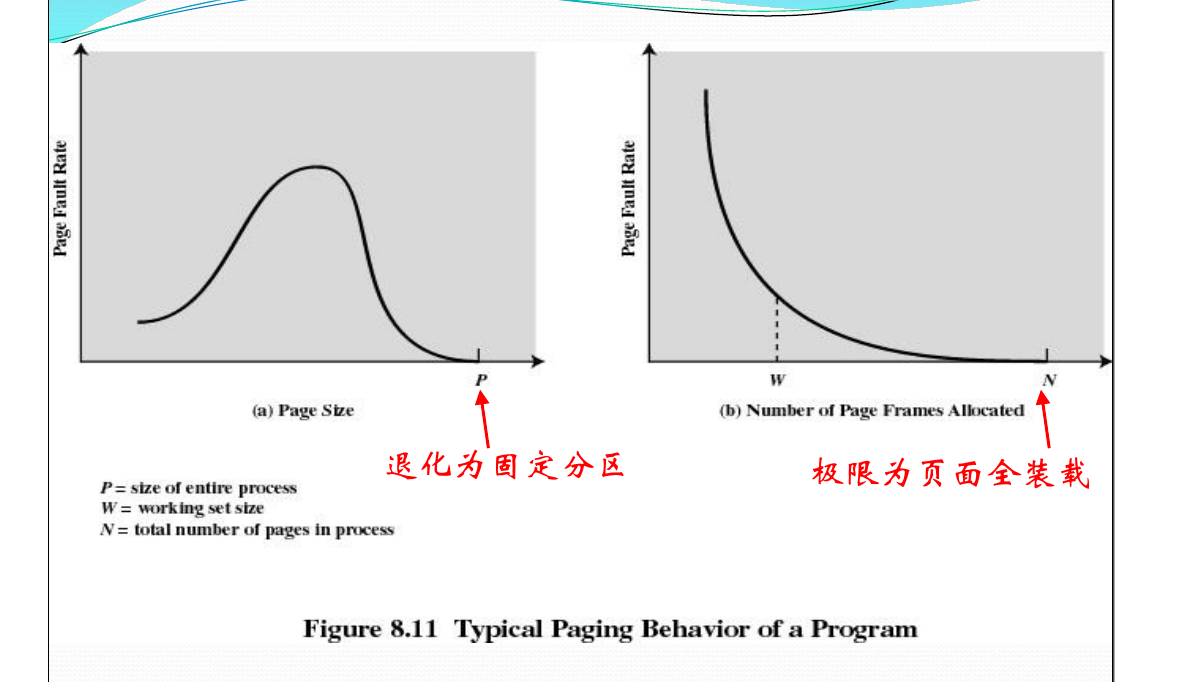 Page Fault Rate
P
(a) Page Size
退化为固定分区
Page Fault Rate
W
N
(b) Number of Page Frames Allocated
极限为页面全装载
P = size of entire process
W = working set size
N = total number of pages in process
Figure 8.11 Typical Paging Behavior of a Program